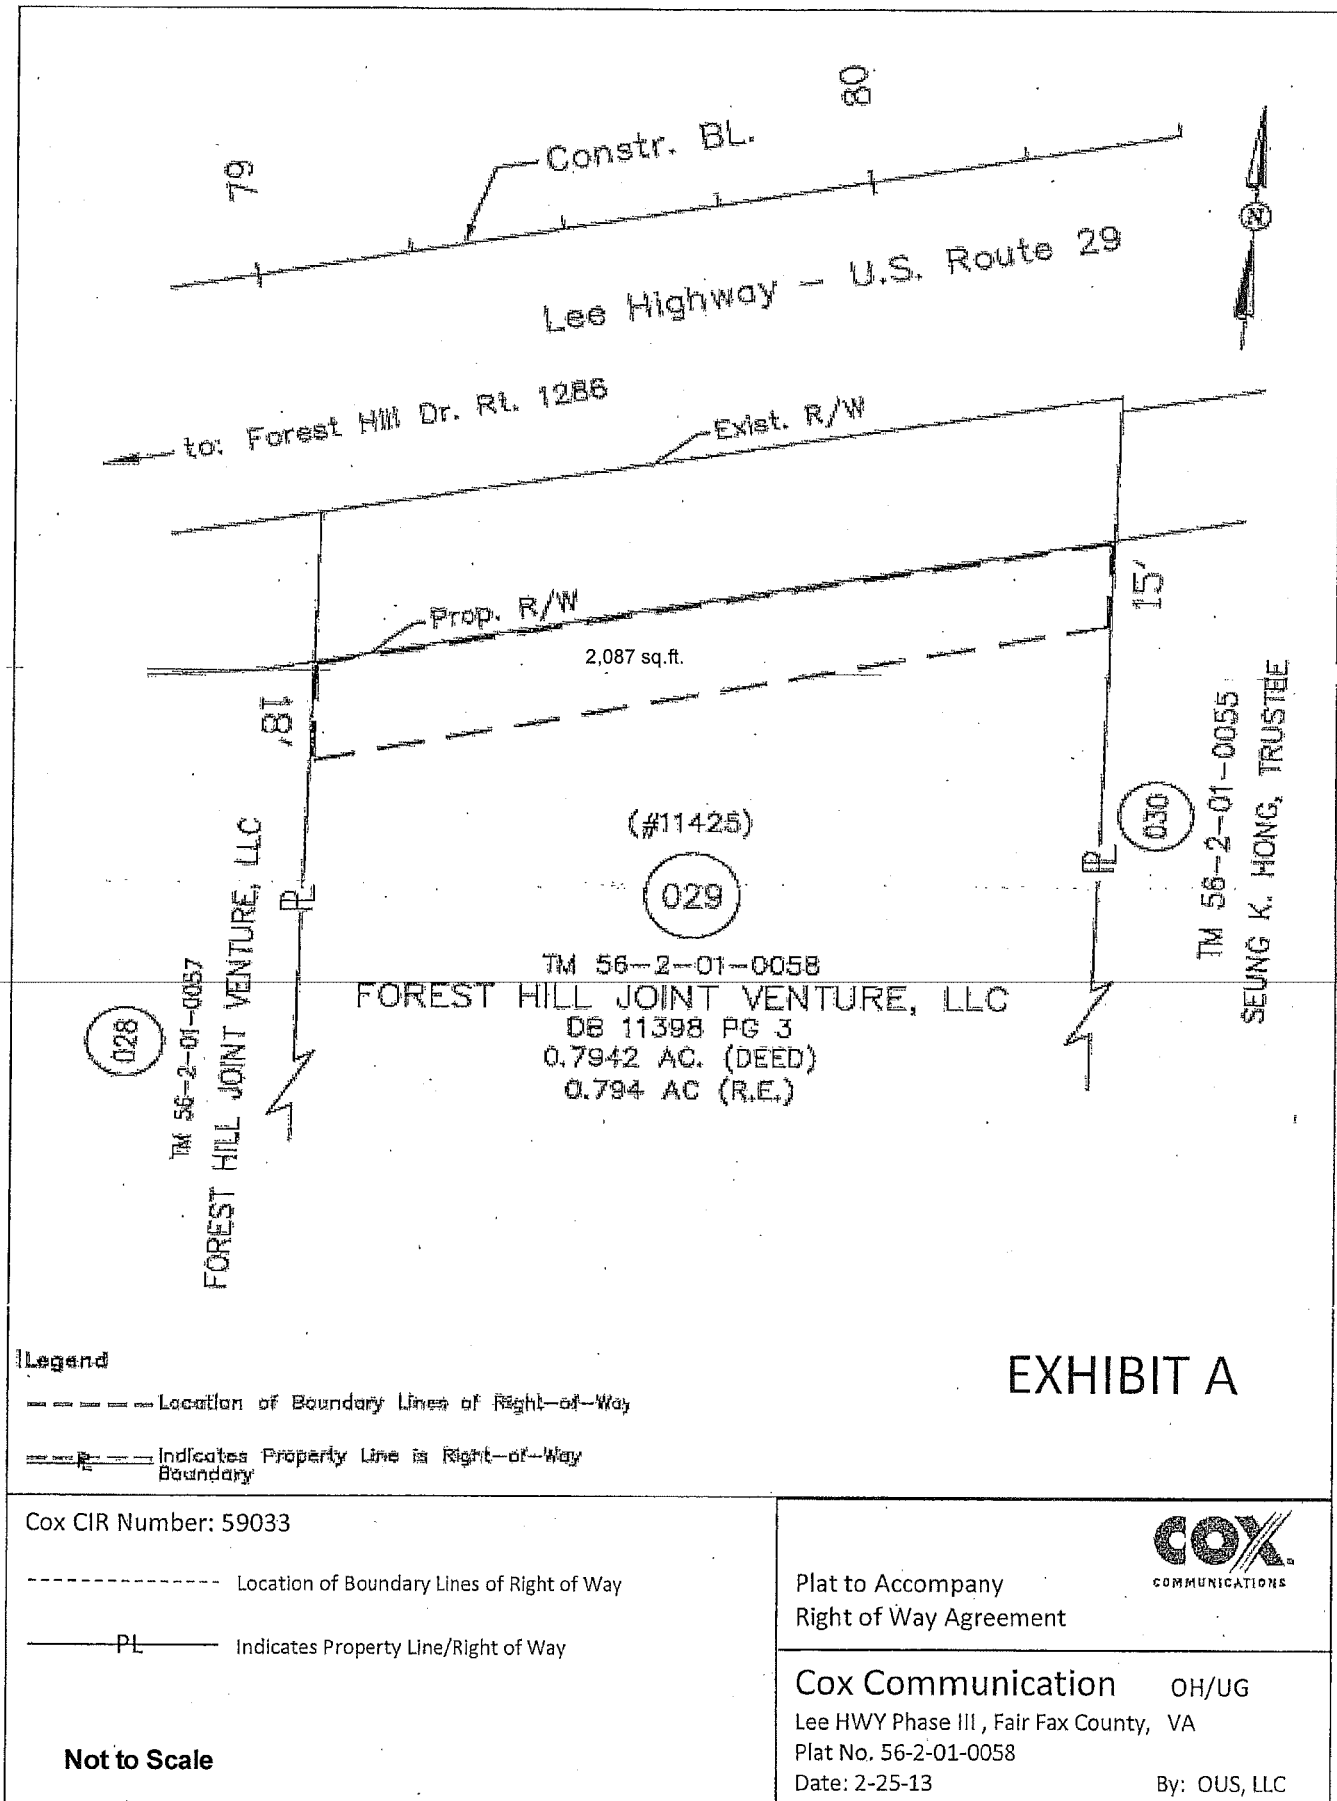 79
80
Constr. BL.
N
Lee Highway - U.S. Route 29
to: Forest Hill Dr. Rt. 1286
Exist. R/W
Prop. R/W
2,087 sq.ft.
18'
15'
(#11425)
029
TM 56-2-01-0058
FOREST HILL JOINT VENTURE, LLC
DB 11398 PG 3
0.7942 AC. (DEED)
0.794 AC (R.E.)
PL
PL
028
TM 56-2-01-0057
FOREST HILL JOINT VENTURE, LLC
030
TM 56-2-01-0055
SEUNG K. HONG, TRUSTEE
Legend
Location of Boundary Lines of Right-of-Way
PL
Indicates Property Line is Right-of-Way
Boundary
EXHIBIT A
Cox CIR Number: 59033
Location of Boundary Lines of Right of Way
PL Indicates Property Line/Right of Way
Not to Scale
COX
COMMUNICATIONS
Plat to Accompany
Right of Way Agreement
Cox Communication OH/UG
Lee HWY Phase III , Fair Fax County, VA
Plat No. 56-2-01-0058
Date: 2-25-13 By: OUS, LLC